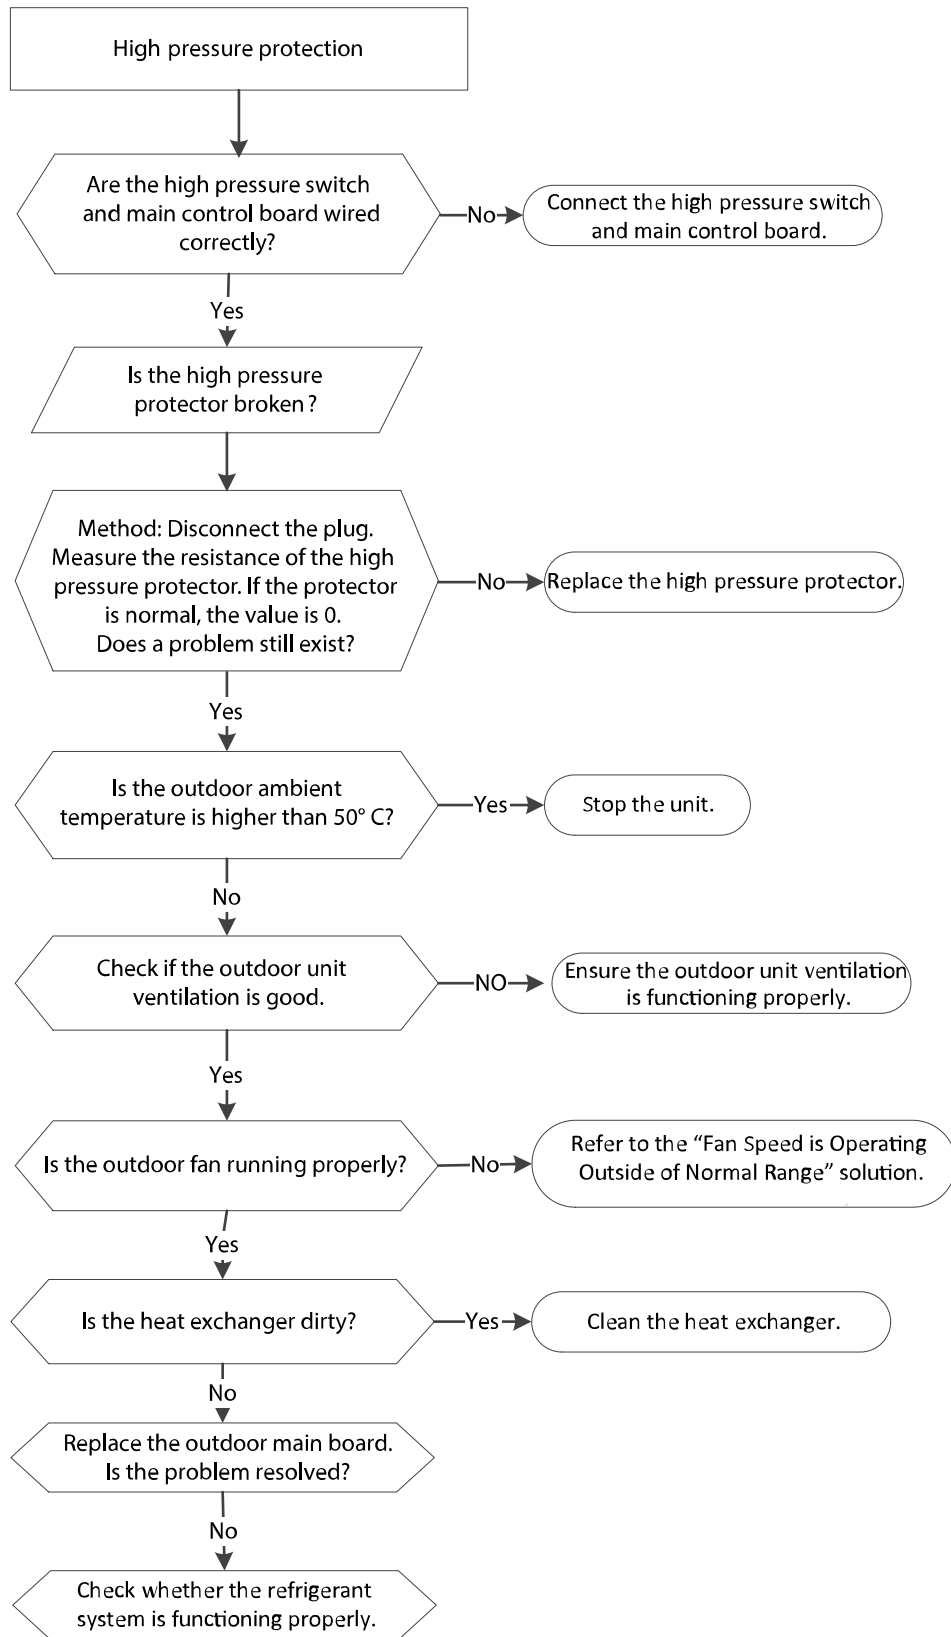 High pressure protection
Are the high pressure switch
and main control board wired
correctly?
No
Connect the high pressure switch
and main control board.
Yes
Is the high pressure
protector broken ?
Method: Disconnect the plug.
Measure the resistance of the high
pressure protector. If the protector
is normal, the value is 0.
Does a problem still exist?
No
Replace the high pressure protector.
Yes
Is the outdoor ambient
temperature is higher than 50° C?
Yes
Stop the unit.
No
Check if the outdoor unit
ventilation is good.
NO
Ensure the outdoor unit ventilation
is functioning properly.
Yes
Is the outdoor fan running properly?
No
Refer to the “Fan Speed is Operating
Outside of Normal Range” solution.
Yes
Is the heat exchanger dirty?
Yes
Clean the heat exchanger.
No
Replace the outdoor main board.
Is the problem resolved?
No
Check whether the refrigerant
system is functioning properly.